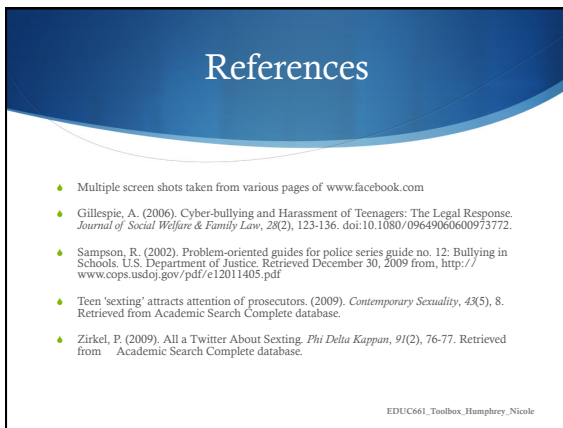 References
Multiple screen shots taken from various pages of www.facebook.com
Gillespie, A. (2006). Cyber-bullying and Harassment of Teenagers: The Legal Response.
Journal of Social Welfare & Family Law, 28(2), 123-136. doi:10.1080/09649060600973772.
Sampson, R. (2002). Problem-oriented guides for police series guide no. 12: Bullying in
Schools. U.S. Department of Justice. Retrieved December 30, 2009 from, http://
www.cops.usdoj.gov/pdf/e12011405.pdf
Teen 'sexting' attracts attention of prosecutors. (2009). Contemporary Sexuality, 43(5), 8.
Retrieved from Academic Search Complete database.
Zirkel, P. (2009). All a Twitter About Sexting. Phi Delta Kappan, 91(2), 76-77. Retrieved
from Academic Search Complete database.
EDUC661_Toolbox_Humphrey_Nicole